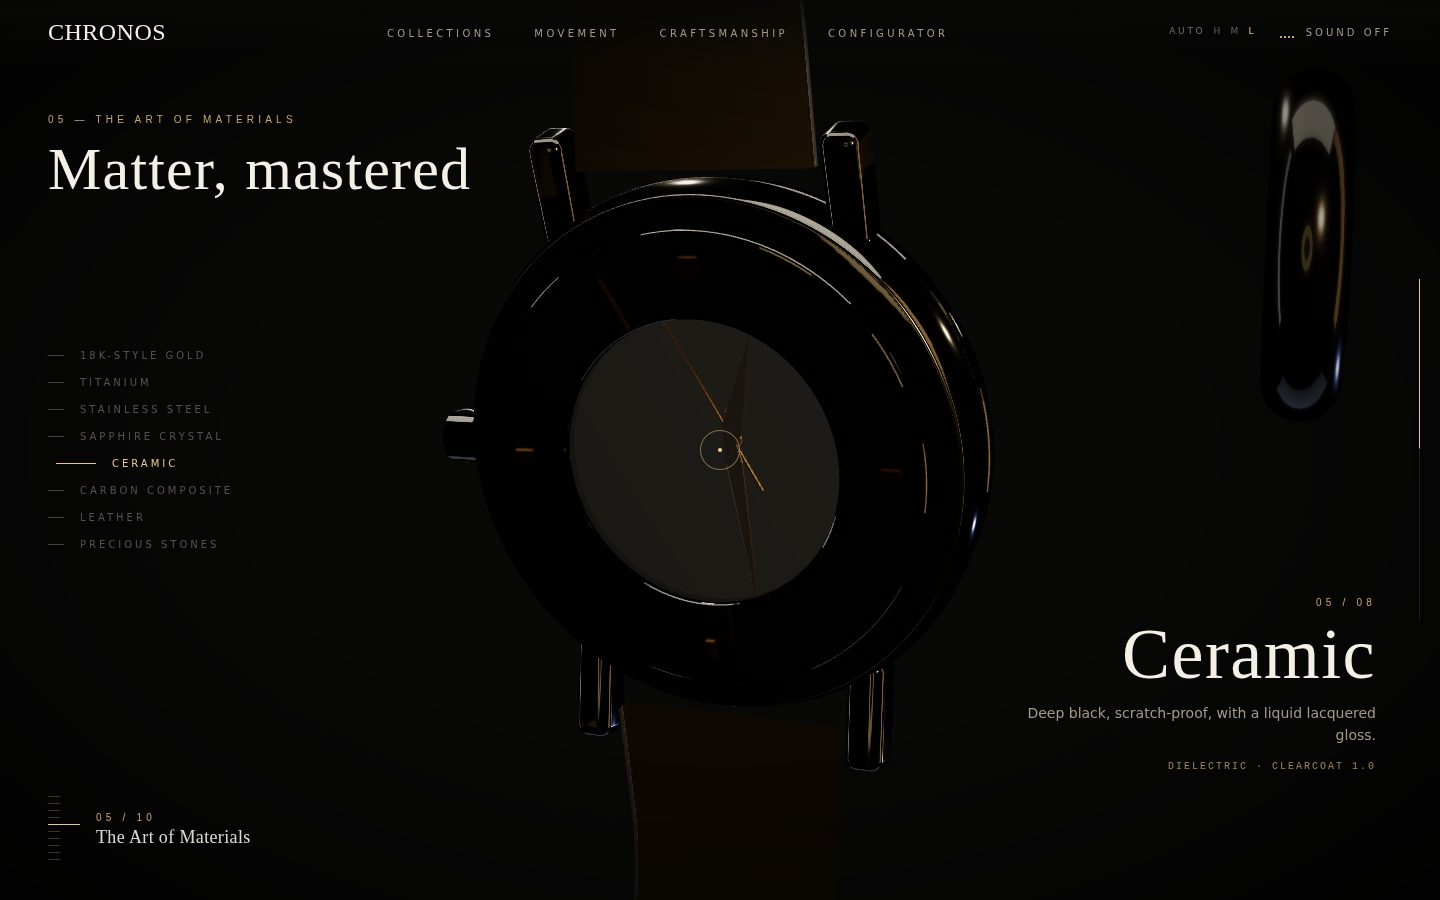 CHRONOS
COLLECTIONS MOVEMENT CRAFTSMANSHIP CONFIGURATOR
AUTO H M L SOUND OFF
05 — THE ART OF MATERIALS
Matter, mastered
18K-STYLE GOLD
TITANIUM
STAINLESS STEEL
SAPPHIRE CRYSTAL
CERAMIC
CARBON COMPOSITE
LEATHER
PRECIOUS STONES
05 / 08
Ceramic
Deep black, scratch-proof, with a liquid lacquered
gloss.
DIELECTRIC · CLEARCOAT 1.0
05 / 10
The Art of Materials